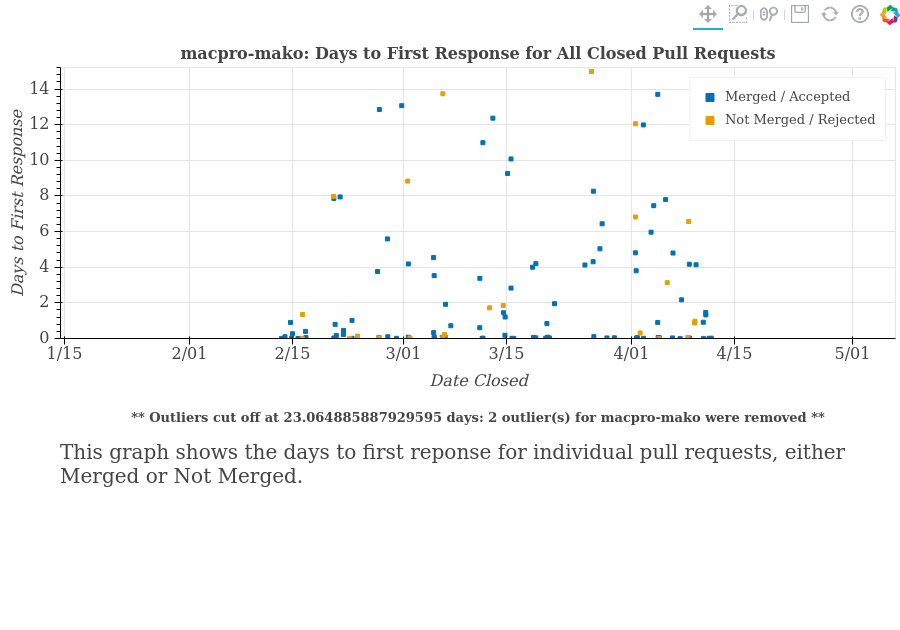 macpro-mako: Days to First Response for All Closed Pull Requests
14
12
10
8
6
4
2
0
Days to First Response
Merged / Accepted
Not Merged / Rejected
1/15 2/01 2/15 3/01 3/15 4/01 4/15 5/01
Date Closed
** Outliers cut off at 23.064885887929595 days: 2 outlier(s) for macpro-mako were removed **
This graph shows the days to first reponse for individual pull requests, either
Merged or Not Merged.